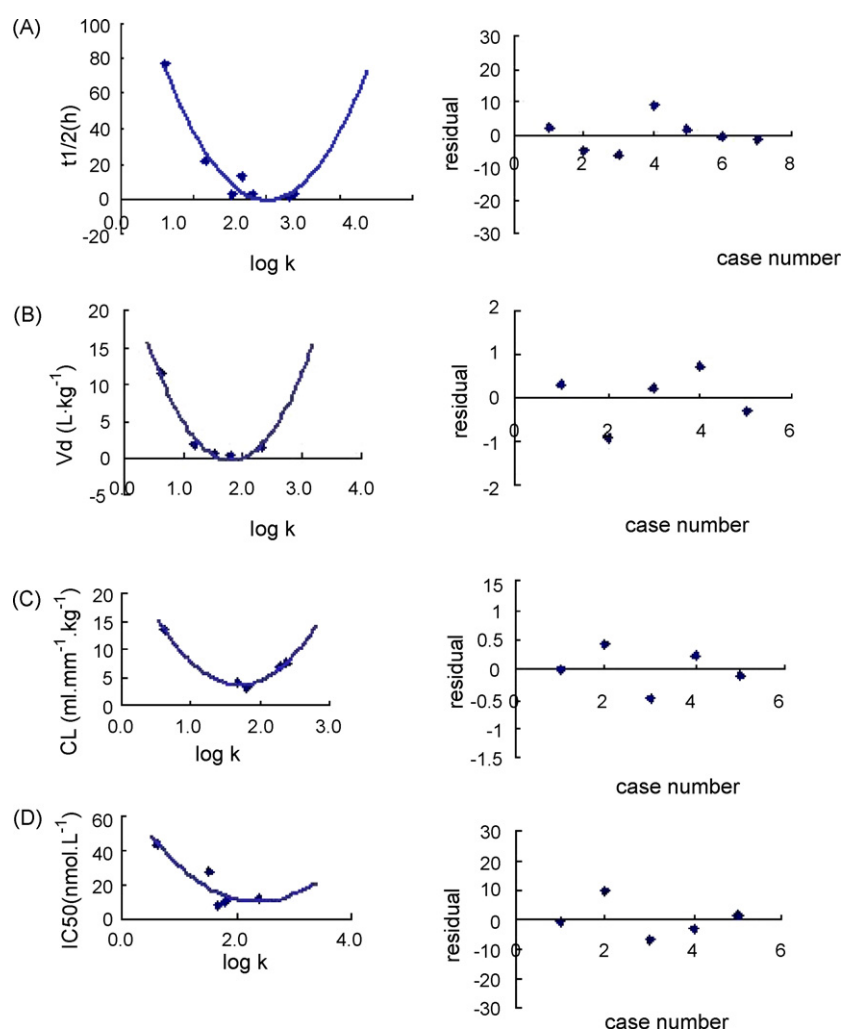 (A)
100
80
60
40
20
0
-20
t1/2(h)
0.0 1.0 2.0 3.0 4.0
log k
30
20
10
0
-10
-20
-30
residual
0 2 4 6 8
case number
(B)
20
15
10
5
0
-5
Vd (L·kg⁻¹)
0.0 1.0 2.0 3.0 4.0
log k
2
1
0
-1
-2
residual
0 2 4 6
case number
(C)
20
15
10
5
0
CL (ml.mm⁻¹.kg⁻¹)
0.0 1.0 2.0 3.0
log k
15
1
0.5
0
-0.5
-1
-1.5
residual
2 4 6
case number
(D)
60
40
20
0
IC50(nmol.L⁻¹)
0.0 2.0 4.0
log k
30
20
10
0
-10
-20
-30
residual
0 2 4 6
case number